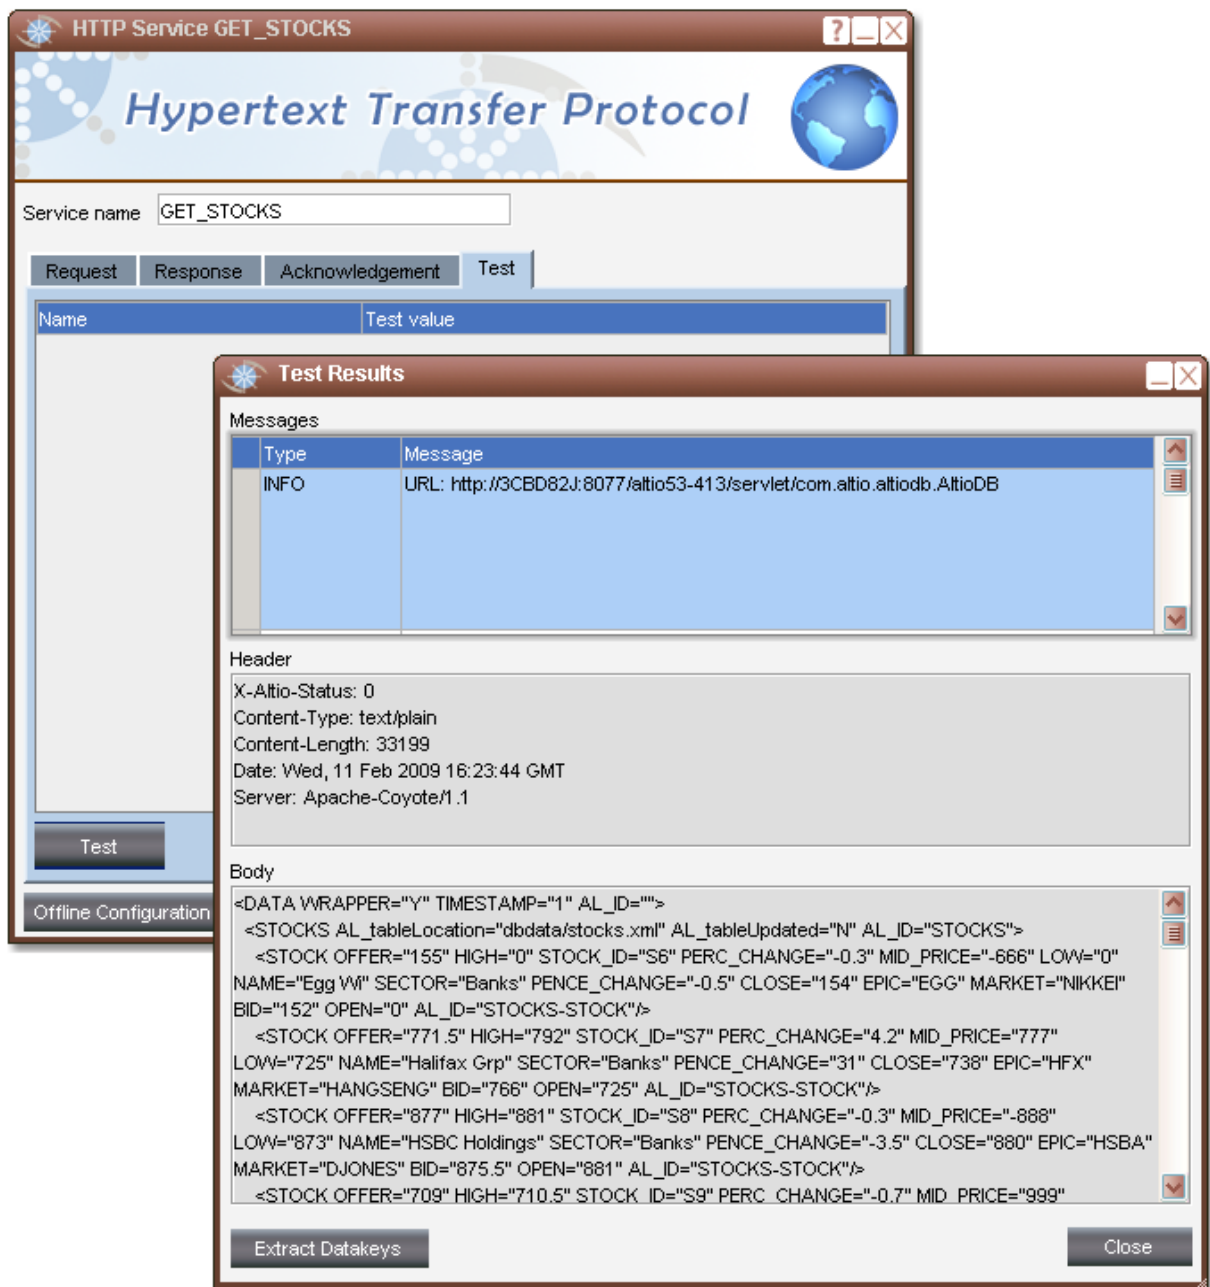 HTTP Service GET_STOCKS
Hypertext Transfer Protocol
Service name GET_STOCKS
Request Response Acknowledgement Test
Name Test value
Test Results
Messages
Type Message
INFO URL: http://3CBD82J:8077/altio53-413/servlet/com.altio.altiodb.AltioDB
Header
X-Altio-Status: 0
Content-Type: text/plain
Content-Length: 33199
Date: Wed, 11 Feb 2009 16:23:44 GMT
Server: Apache-Coyote/1.1
Test
Body
Offline Configuration
<DATA WRAPPER="Y" TIMESTAMP="1" AL_ID="">
<STOCKS AL_tableLocation="dbdata/stocks.xml" AL_tableUpdated="N" AL_ID="STOCKS">
<STOCK OFFER="155" HIGH="0" STOCK_ID="S6" PERC_CHANGE="-0.3" MID_PRICE="-666" LOW="0"
NAME="Egg Wi" SECTOR="Banks" PENCE_CHANGE="-0.5" CLOSE="154" EPIC="EGG" MARKET="NIKKEI"
BID="152" OPEN="0" AL_ID="STOCKS-STOCK"/>
<STOCK OFFER="771.5" HIGH="792" STOCK_ID="S7" PERC_CHANGE="4.2" MID_PRICE="777"
LOW="725" NAME="Halifax Grp" SECTOR="Banks" PENCE_CHANGE="31" CLOSE="738" EPIC="HFX"
MARKET="HANGSENG" BID="766" OPEN="725" AL_ID="STOCKS-STOCK"/>
<STOCK OFFER="877" HIGH="881" STOCK_ID="S8" PERC_CHANGE="-0.3" MID_PRICE="-888"
LOW="873" NAME="HSBC Holdings" SECTOR="Banks" PENCE_CHANGE="-3.5" CLOSE="880" EPIC="HSBA"
MARKET="DJONES" BID="875.5" OPEN="881" AL_ID="STOCKS-STOCK"/>
<STOCK OFFER="709" HIGH="710.5" STOCK_ID="S9" PERC_CHANGE="-0.7" MID_PRICE="999"
Extract Datakeys Close